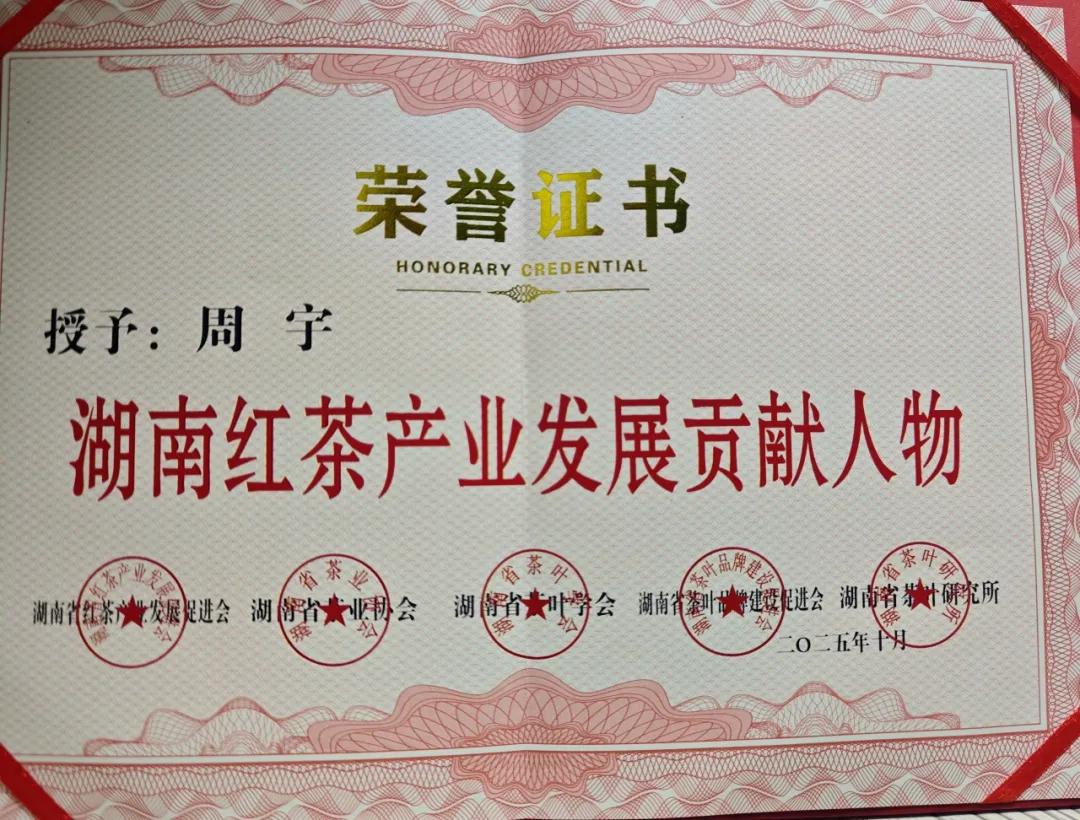 荣誉证书
HONORARY CREDENTIAL
授予：周 宇
湖南红茶产业发展贡献人物
湖南省红茶产业发展促进会 湖南省茶业协会 湖南省茶叶学会 湖南省茶叶品牌建设促进会 湖南省茶叶研究所
二〇二五年十月